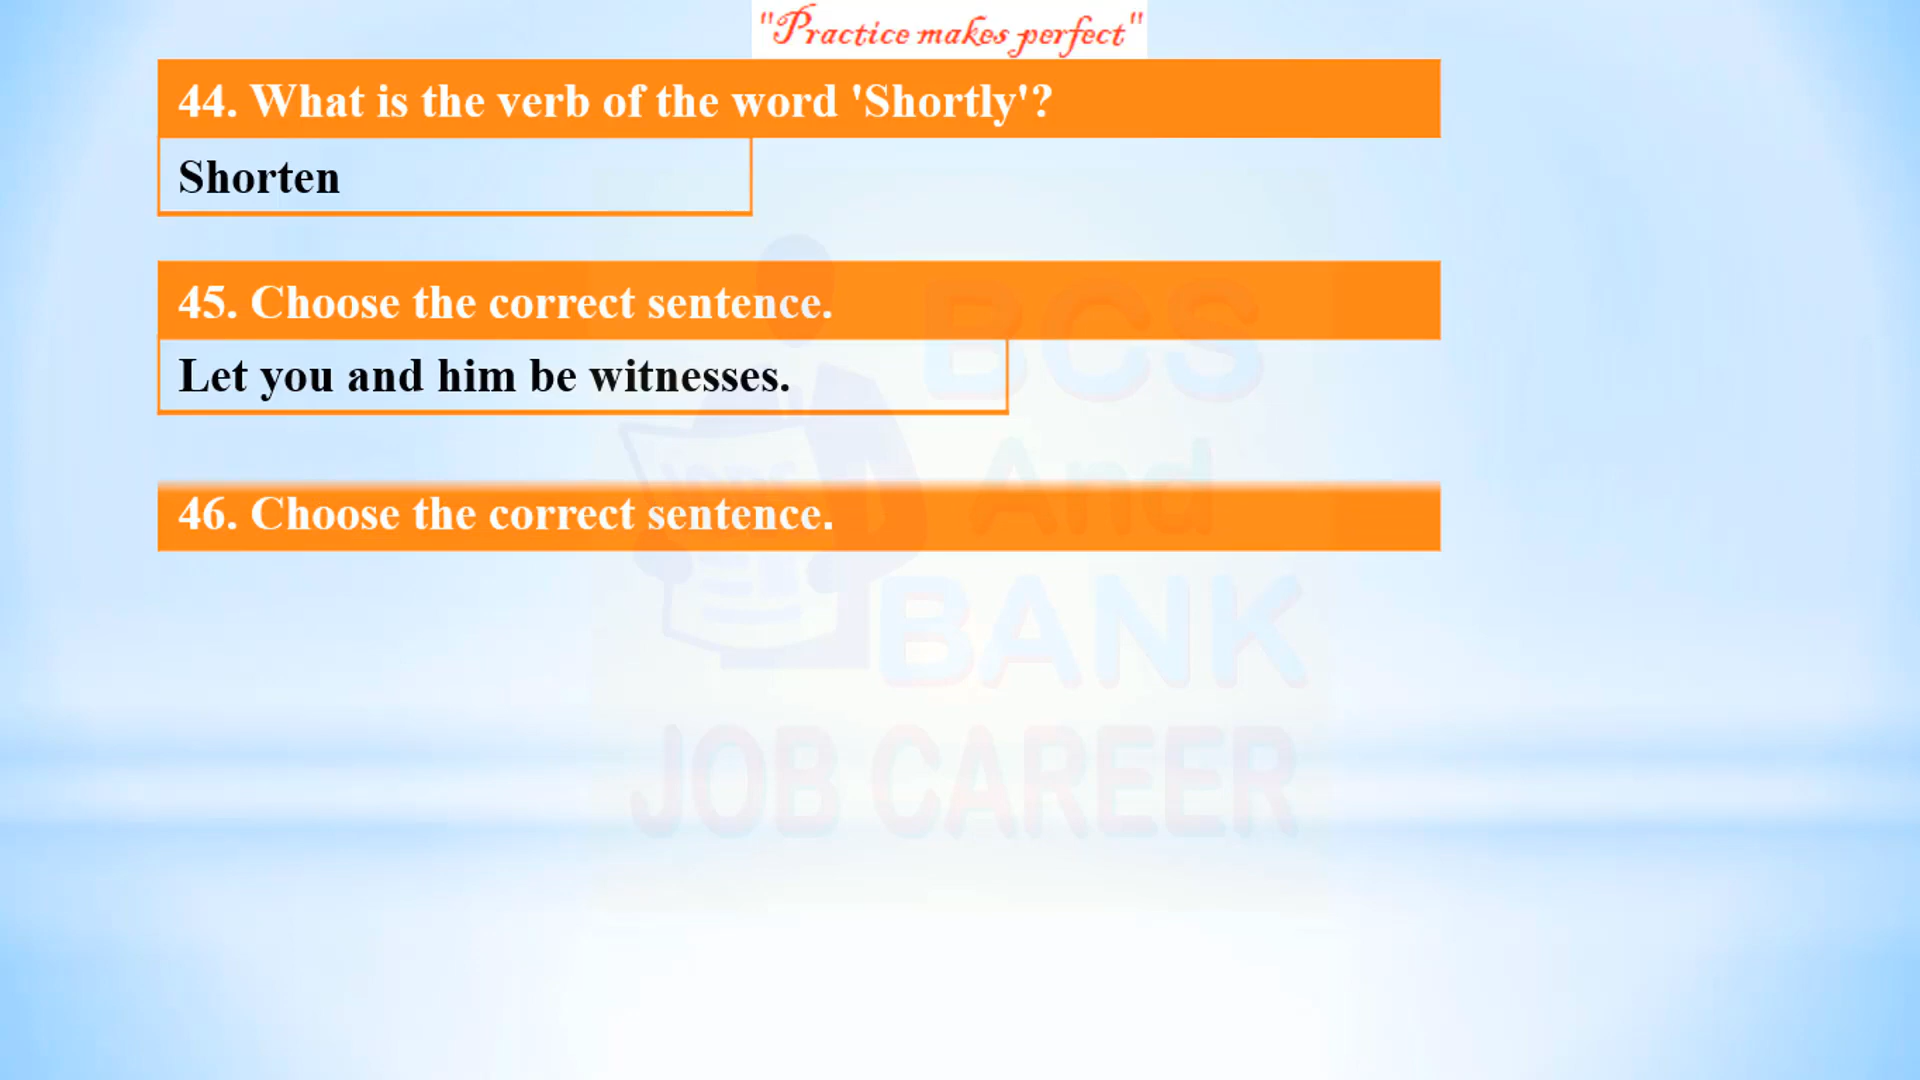 "Practice makes perfect"
44. What is the verb of the word 'Shortly'?
Shorten
45. Choose the correct sentence.
Let you and him be witnesses.
46. Choose the correct sentence.
BCS
And
BANK
JOB CAREER